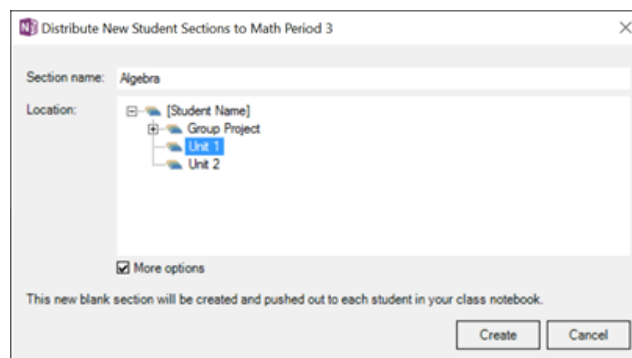 Distribute New Student Sections to Math Period 3
Section name: Algebra
Location:
[Student Name]
Group Project
Unit 1
Unit 2
More options
This new blank section will be created and pushed out to each student in your class notebook.
Create Cancel